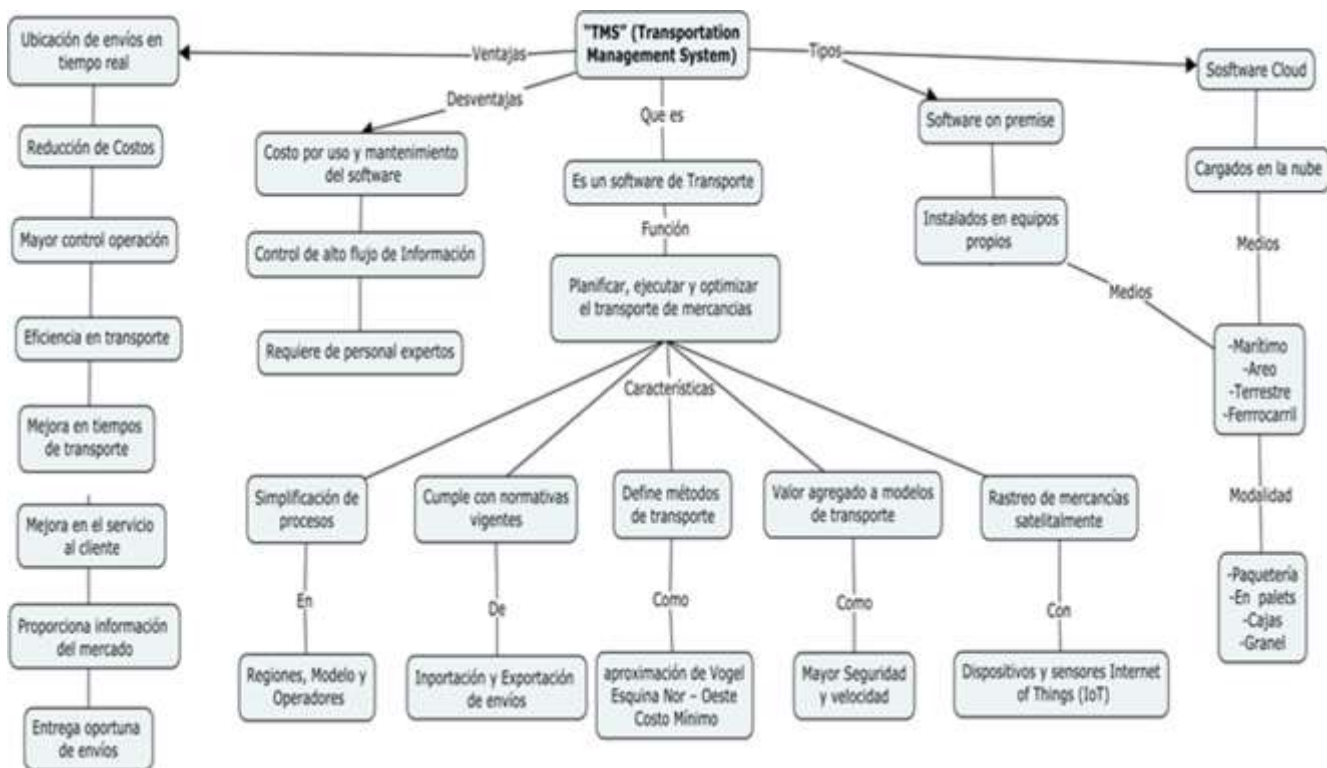 "TMS" (Transportation
Management System)
Ventajas
Ubicación de envíos en
tiempo real
Reducción de Costos
Mayor control operación
Eficiencia en transporte
Mejora en tiempos
de transporte
Mejora en el servicio
al cliente
Proporciona información
del mercado
Entrega oportuna
de envíos
Desventajas
Costo por uso y mantenimiento
del software
Control de alto flujo de Información
Requiere de personal expertos
Que es
Es un software de Transporte
Función
Planificar, ejecutar y optimizar
el transporte de mercancias
Características
Simplificación de
procesos
En
Regiones, Modelo y
Operadores
Cumple con normativas
vigentes
De
Inportación y Exportación
de envíos
Define métodos
de transporte
Como
aproximación de Vogel
Esquina Nor – Oeste
Costo Mínimo
Valor agregado a modelos
de transporte
Como
Mayor Seguridad
y velocidad
Rastreo de mercancías
satelitalmente
Con
Dispositivos y sensores Internet
of Things (IoT)
Tipos
Software on premise
Instalados en equipos
propios
Medios
Sosftware Cloud
Cargados en la nube
Medios
-Marítimo
-Areo
-Terrestre
-Ferrrocarril
Modalidad
-Paquetería
-En palets
-Cajas
-Granel